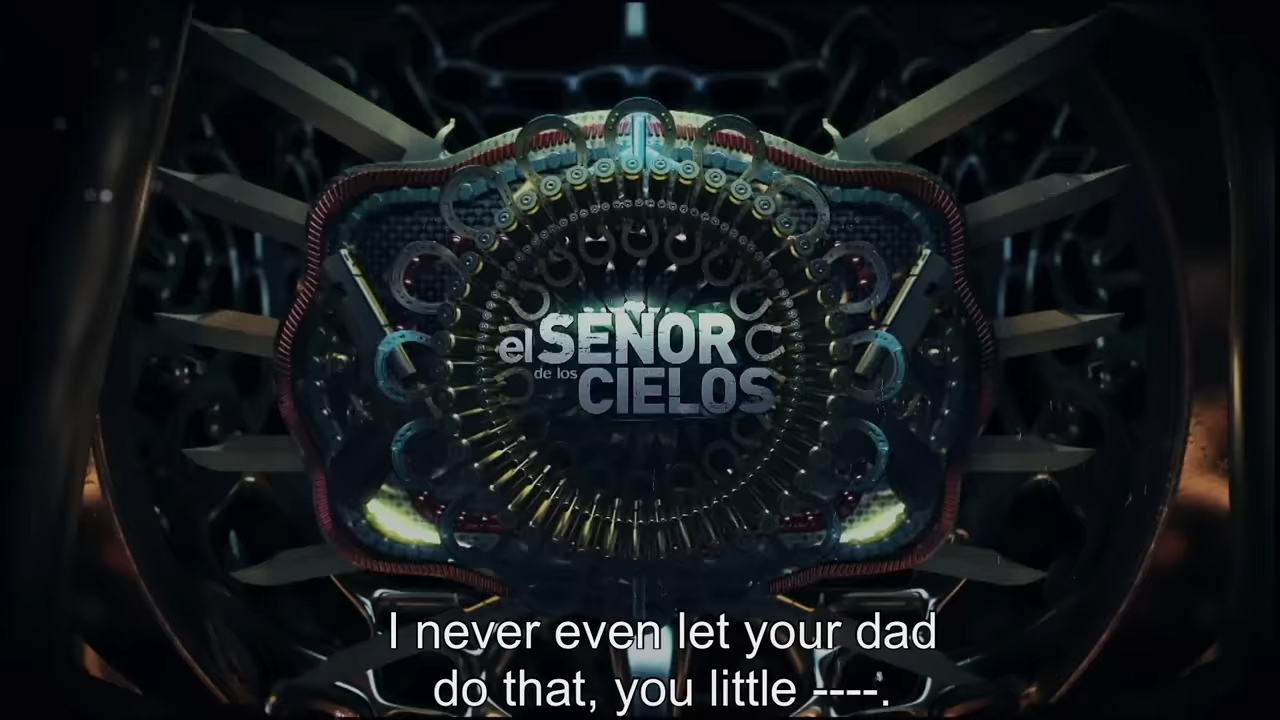 el SEÑOR
de los CIELOS
I never even let your dad
do that, you little ----.